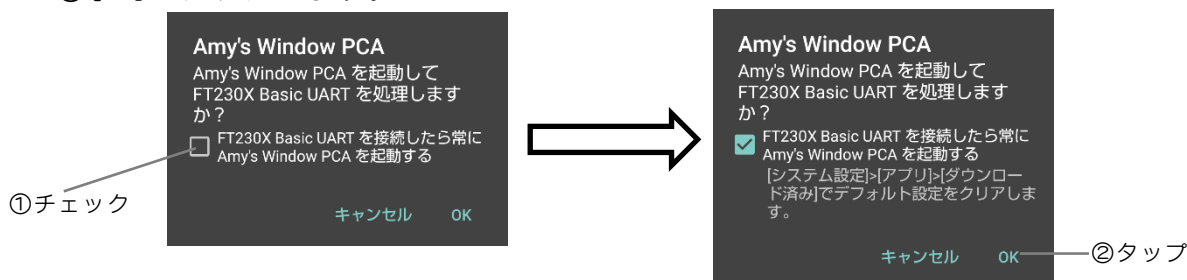 Amy's Window PCA
Amy's Window PCA を起動して
FT230X Basic UART を処理します
か？
FT230X Basic UART を接続したら常に
Amy's Window PCA を起動する
キャンセル OK
①チェック
Amy's Window PCA
Amy's Window PCA を起動して
FT230X Basic UART を処理します
か？
FT230X Basic UART を接続したら常に
Amy's Window PCA を起動する
[システム設定]>[アプリ]>[ダウンロー
ド済み]でデフォルト設定をクリアしま
す。
キャンセル OK
②タップ